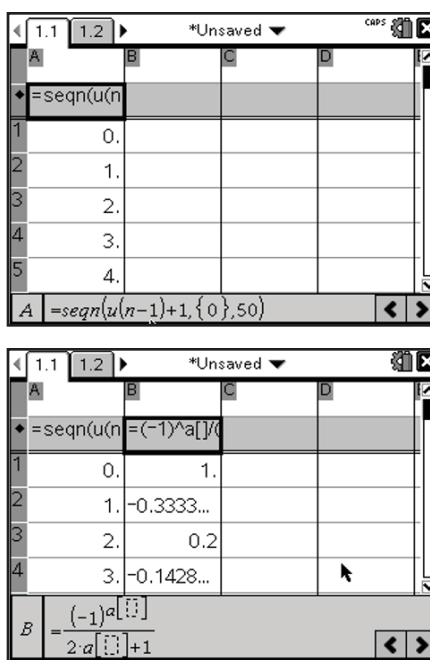 1.1 1.2 *Unsaved CAPS
A B C D E
=seqn(u(n
1 0.
2 1.
3 2.
4 3.
5 4.
A =seqn(u(n−1)+1,{0},50)
1.1 1.2 *Unsaved
A B C D E
=seqn(u(n =(−1)^a[]/(
1 0. 1.
2 1. −0.3333...
3 2. 0.2
4 3. −0.1428...
B =(−1)^a[]/2·a[]+1